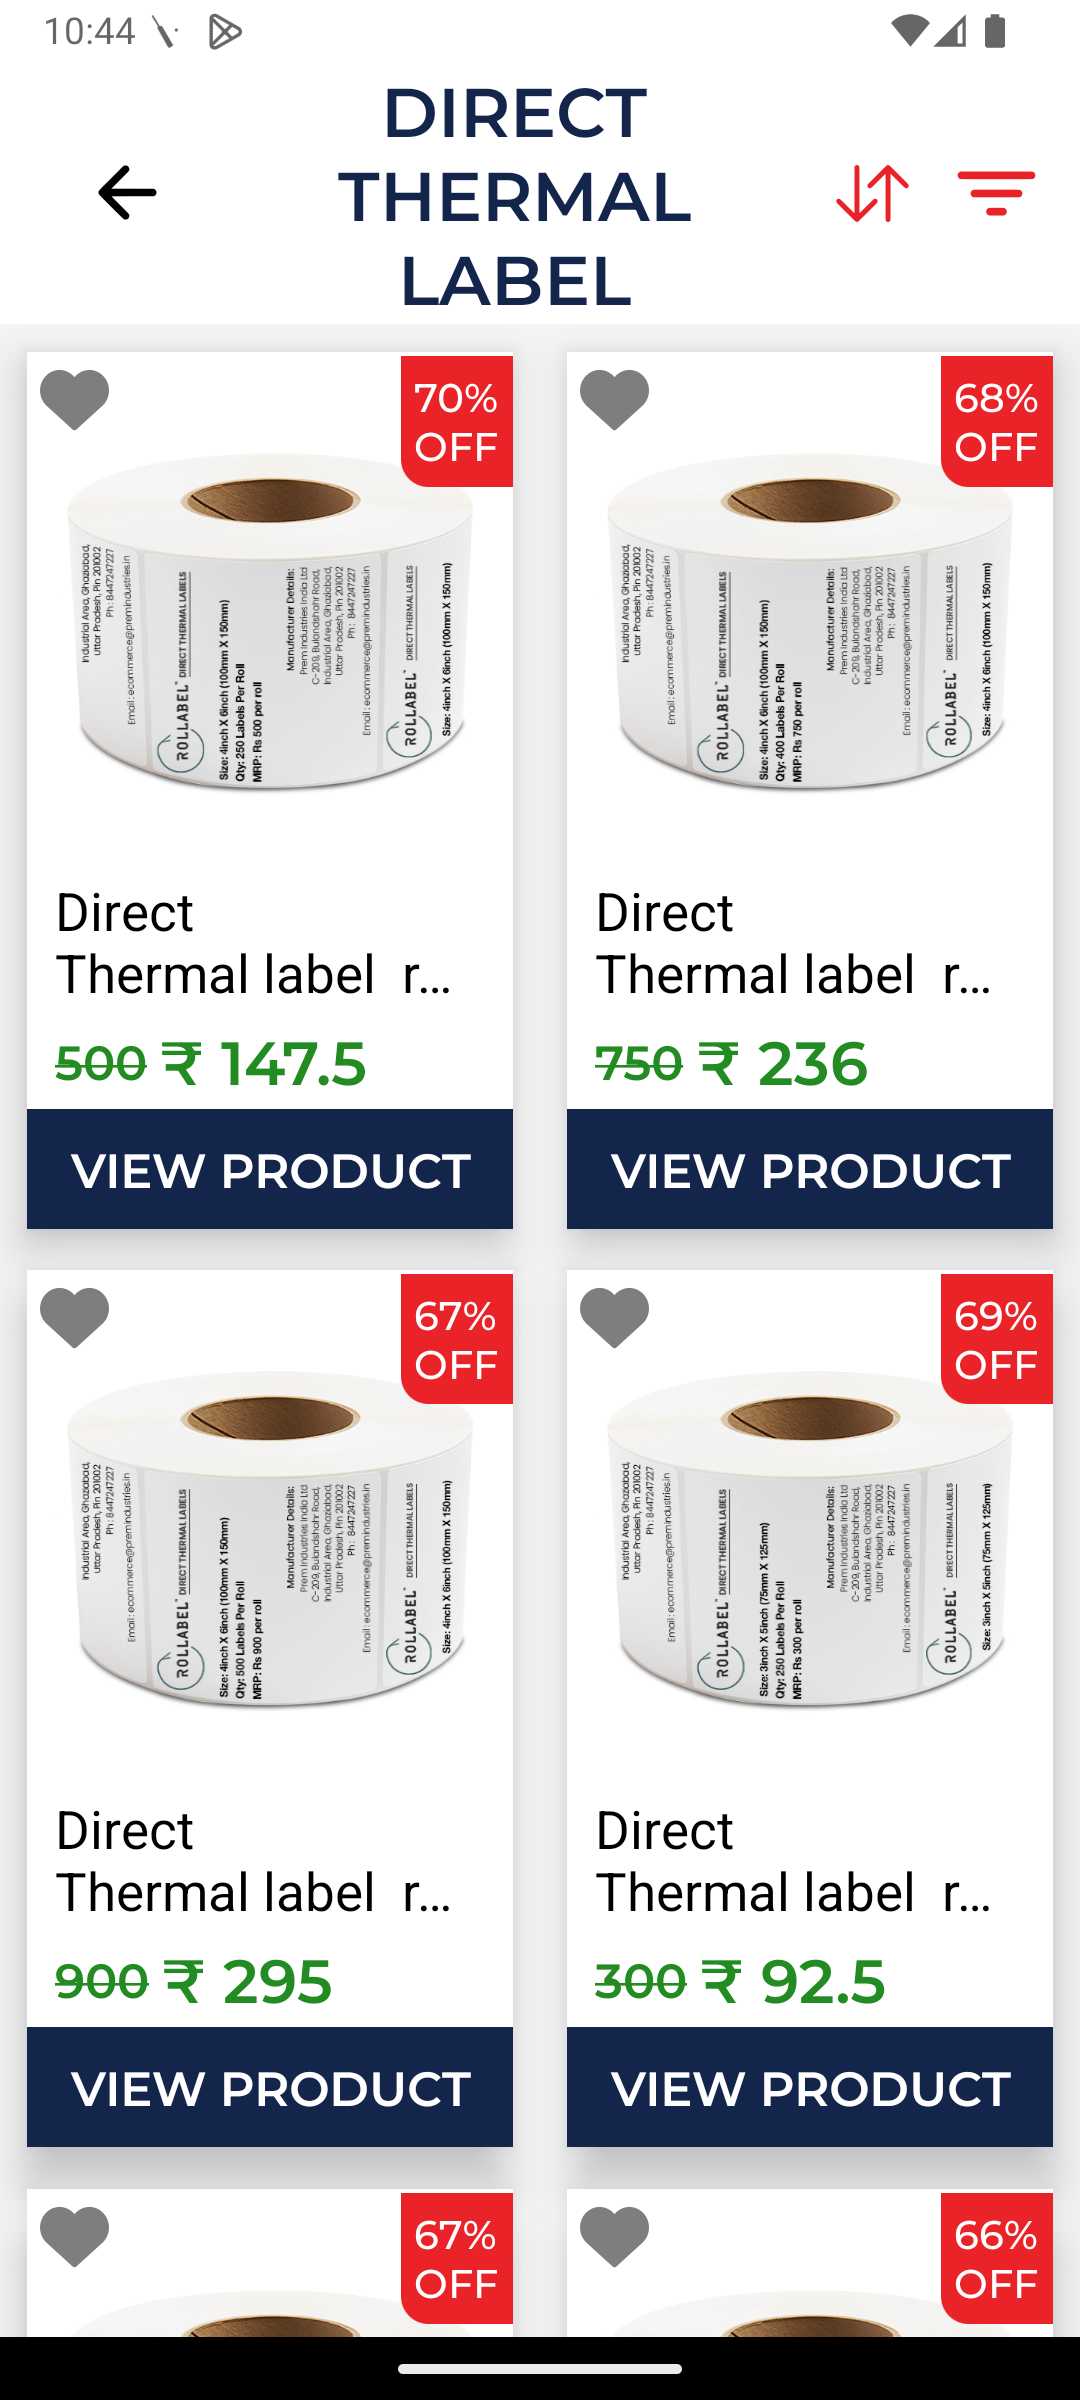 10:44
DIRECT
THERMAL
LABEL
70%
OFF
Industrial Area, Ghaziabad,
Uttar Pradesh, Pin 201002
Ph : 8447247227
Email : ecommerce@premindustries.in
ROLLABEL DIRECT THERMAL LABELS
Size: 4inch X 6inch (100mm X 150mm)
Qty: 250 Labels Per Roll
MRP: Rs 500 per roll
Manufacturer Details:
Prem Industries India Ltd
C-209, Bulandshahr Road,
Industrial Area, Ghaziabad,
Uttar Pradesh, Pin 201002
Ph : 8447247227
Email : ecommerce@premindustries.in
ROLLABEL DIRECT THERMAL LABELS
Size: 4inch X 6inch (100mm X 150mm)
Direct
Thermal label r...
500 ₹ 147.5
VIEW PRODUCT
68%
OFF
Industrial Area, Ghaziabad,
Uttar Pradesh, Pin 201002
Ph : 8447247227
Email : ecommerce@premindustries.in
ROLLABEL DIRECT THERMAL LABELS
Size: 4inch X 6inch (100mm X 150mm)
Qty: 400 Labels Per Roll
MRP: Rs 750 per roll
Manufacturer Details:
Prem Industries India Ltd
C-209, Bulandshahr Road,
Industrial Area, Ghaziabad,
Uttar Pradesh, Pin 201002
Ph : 8447247227
Email : ecommerce@premindustries.in
ROLLABEL DIRECT THERMAL LABELS
Size: 4inch X 6inch (100mm X 150mm)
Direct
Thermal label r...
750 ₹ 236
VIEW PRODUCT
67%
OFF
Industrial Area, Ghaziabad,
Uttar Pradesh, Pin 201002
Ph : 8447247227
Email : ecommerce@premindustries.in
ROLLABEL DIRECT THERMAL LABELS
Size: 4inch X 6inch (100mm X 150mm)
Qty: 500 Labels Per Roll
MRP: Rs 900 per roll
Manufacturer Details:
Prem Industries India Ltd
C-209, Bulandshahr Road,
Industrial Area, Ghaziabad,
Uttar Pradesh, Pin 201002
Ph : 8447247227
Email : ecommerce@premindustries.in
ROLLABEL DIRECT THERMAL LABELS
Size: 4inch X 6inch (100mm X 150mm)
Direct
Thermal label r...
900 ₹ 295
VIEW PRODUCT
69%
OFF
Industrial Area, Ghaziabad,
Uttar Pradesh, Pin 201002
Ph : 8447247227
Email : ecommerce@premindustries.in
ROLLABEL DIRECT THERMAL LABELS
Size: 3inch X 5inch (75mm X 125mm)
Qty: 250 Labels Per Roll
MRP: Rs 300 per roll
Manufacturer Details:
Prem Industries India Ltd
C-209, Bulandshahr Road,
Industrial Area, Ghaziabad,
Uttar Pradesh, Pin 201002
Ph : 8447247227
Email : ecommerce@premindustries.in
ROLLABEL DIRECT THERMAL LABELS
Size: 3inch X 5inch (75mm X 125mm)
Direct
Thermal label r...
300 ₹ 92.5
VIEW PRODUCT
67%
OFF
66%
OFF